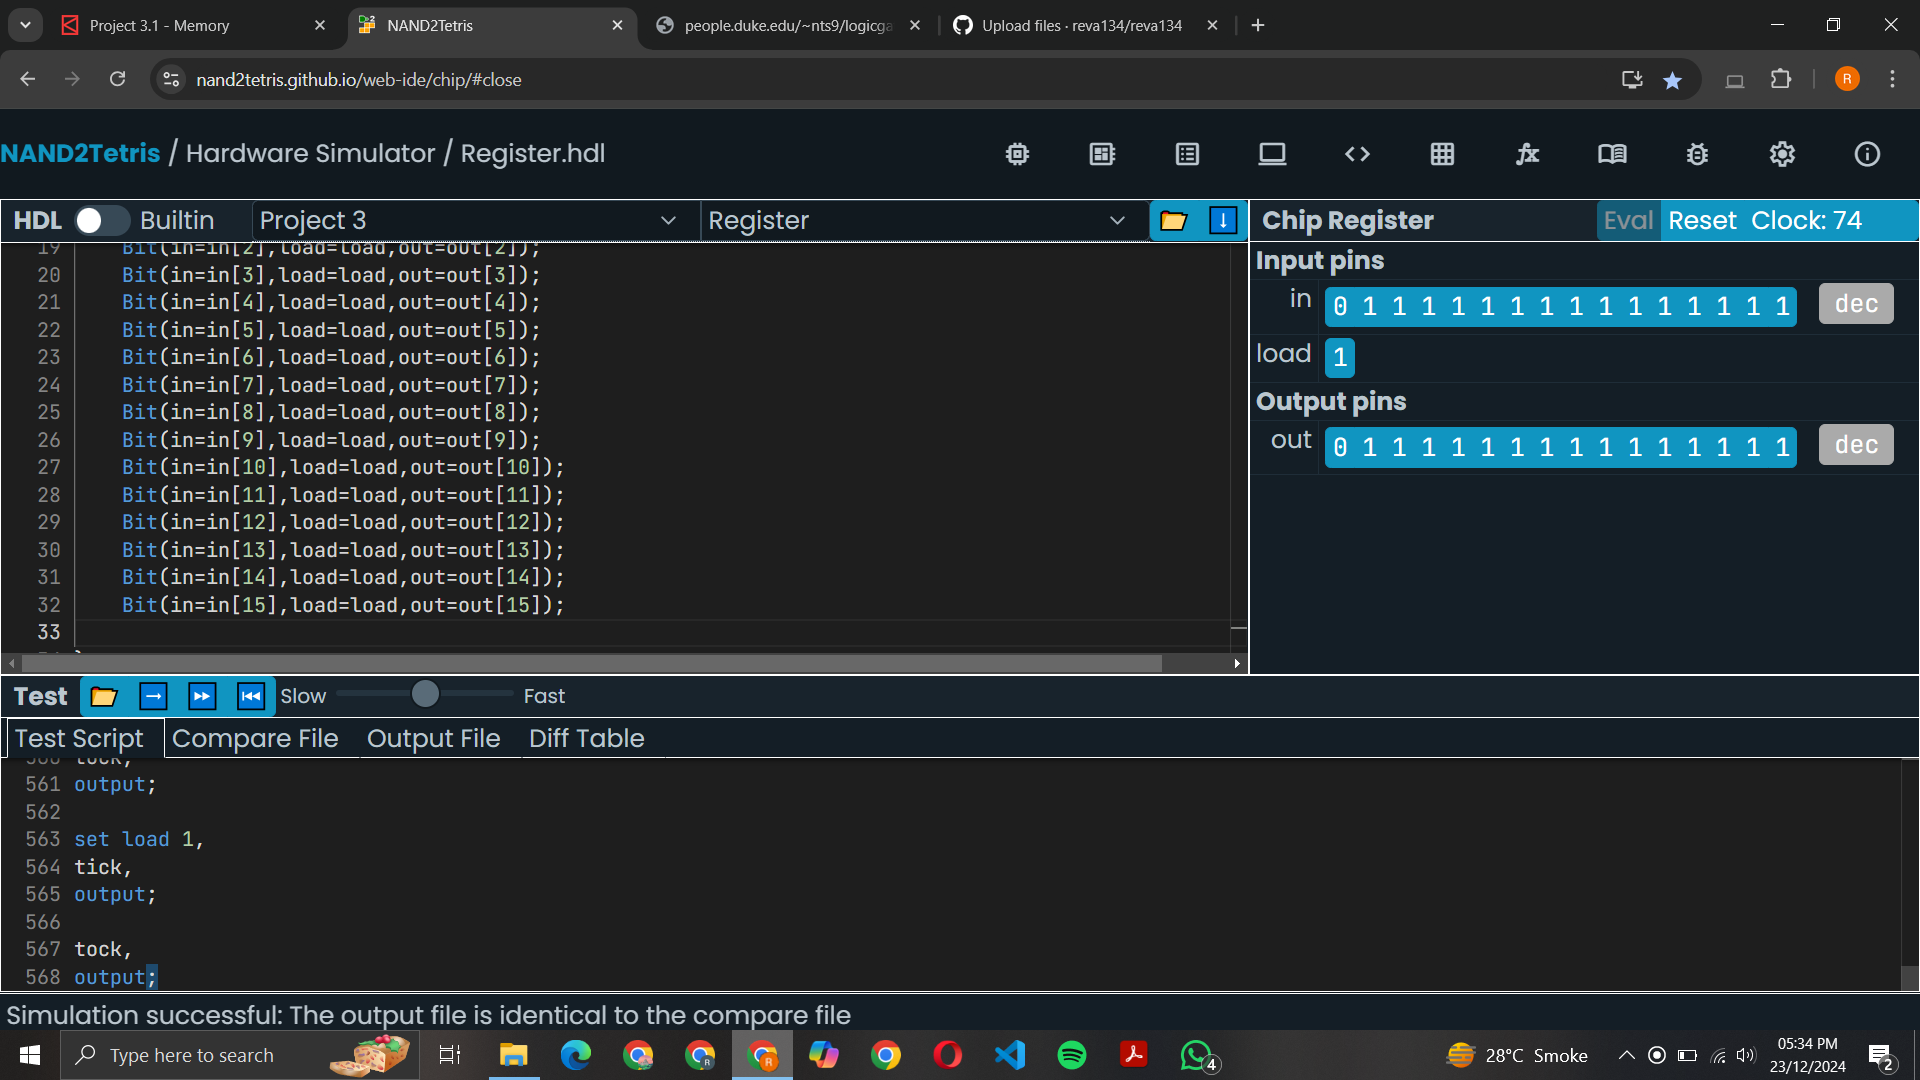 Project 3.1 - Memory
NAND2Tetris
people.duke.edu/~nts9/logicga
Upload files · reva134/reva134
nand2tetris.github.io/web-ide/chip/#close
R
NAND2Tetris / Hardware Simulator / Register.hdl
HDL Builtin Project 3 Register
Chip Register Eval Reset Clock: 74
19 Bit(in=in[2],load=load,out=out[2]);
20 Bit(in=in[3],load=load,out=out[3]);
21 Bit(in=in[4],load=load,out=out[4]);
22 Bit(in=in[5],load=load,out=out[5]);
23 Bit(in=in[6],load=load,out=out[6]);
24 Bit(in=in[7],load=load,out=out[7]);
25 Bit(in=in[8],load=load,out=out[8]);
26 Bit(in=in[9],load=load,out=out[9]);
27 Bit(in=in[10],load=load,out=out[10]);
28 Bit(in=in[11],load=load,out=out[11]);
29 Bit(in=in[12],load=load,out=out[12]);
30 Bit(in=in[13],load=load,out=out[13]);
31 Bit(in=in[14],load=load,out=out[14]);
32 Bit(in=in[15],load=load,out=out[15]);
33
Input pins
in 0 1 1 1 1 1 1 1 1 1 1 1 1 1 1 1 dec
load 1
Output pins
out 0 1 1 1 1 1 1 1 1 1 1 1 1 1 1 1 dec
Test Slow Fast
Test Script Compare File Output File Diff Table
560 tock,
561 output;
562
563 set load 1,
564 tick,
565 output;
566
567 tock,
568 output;
Simulation successful: The output file is identical to the compare file
Type here to search
4
28°C Smoke
05:34 PM
23/12/2024
2